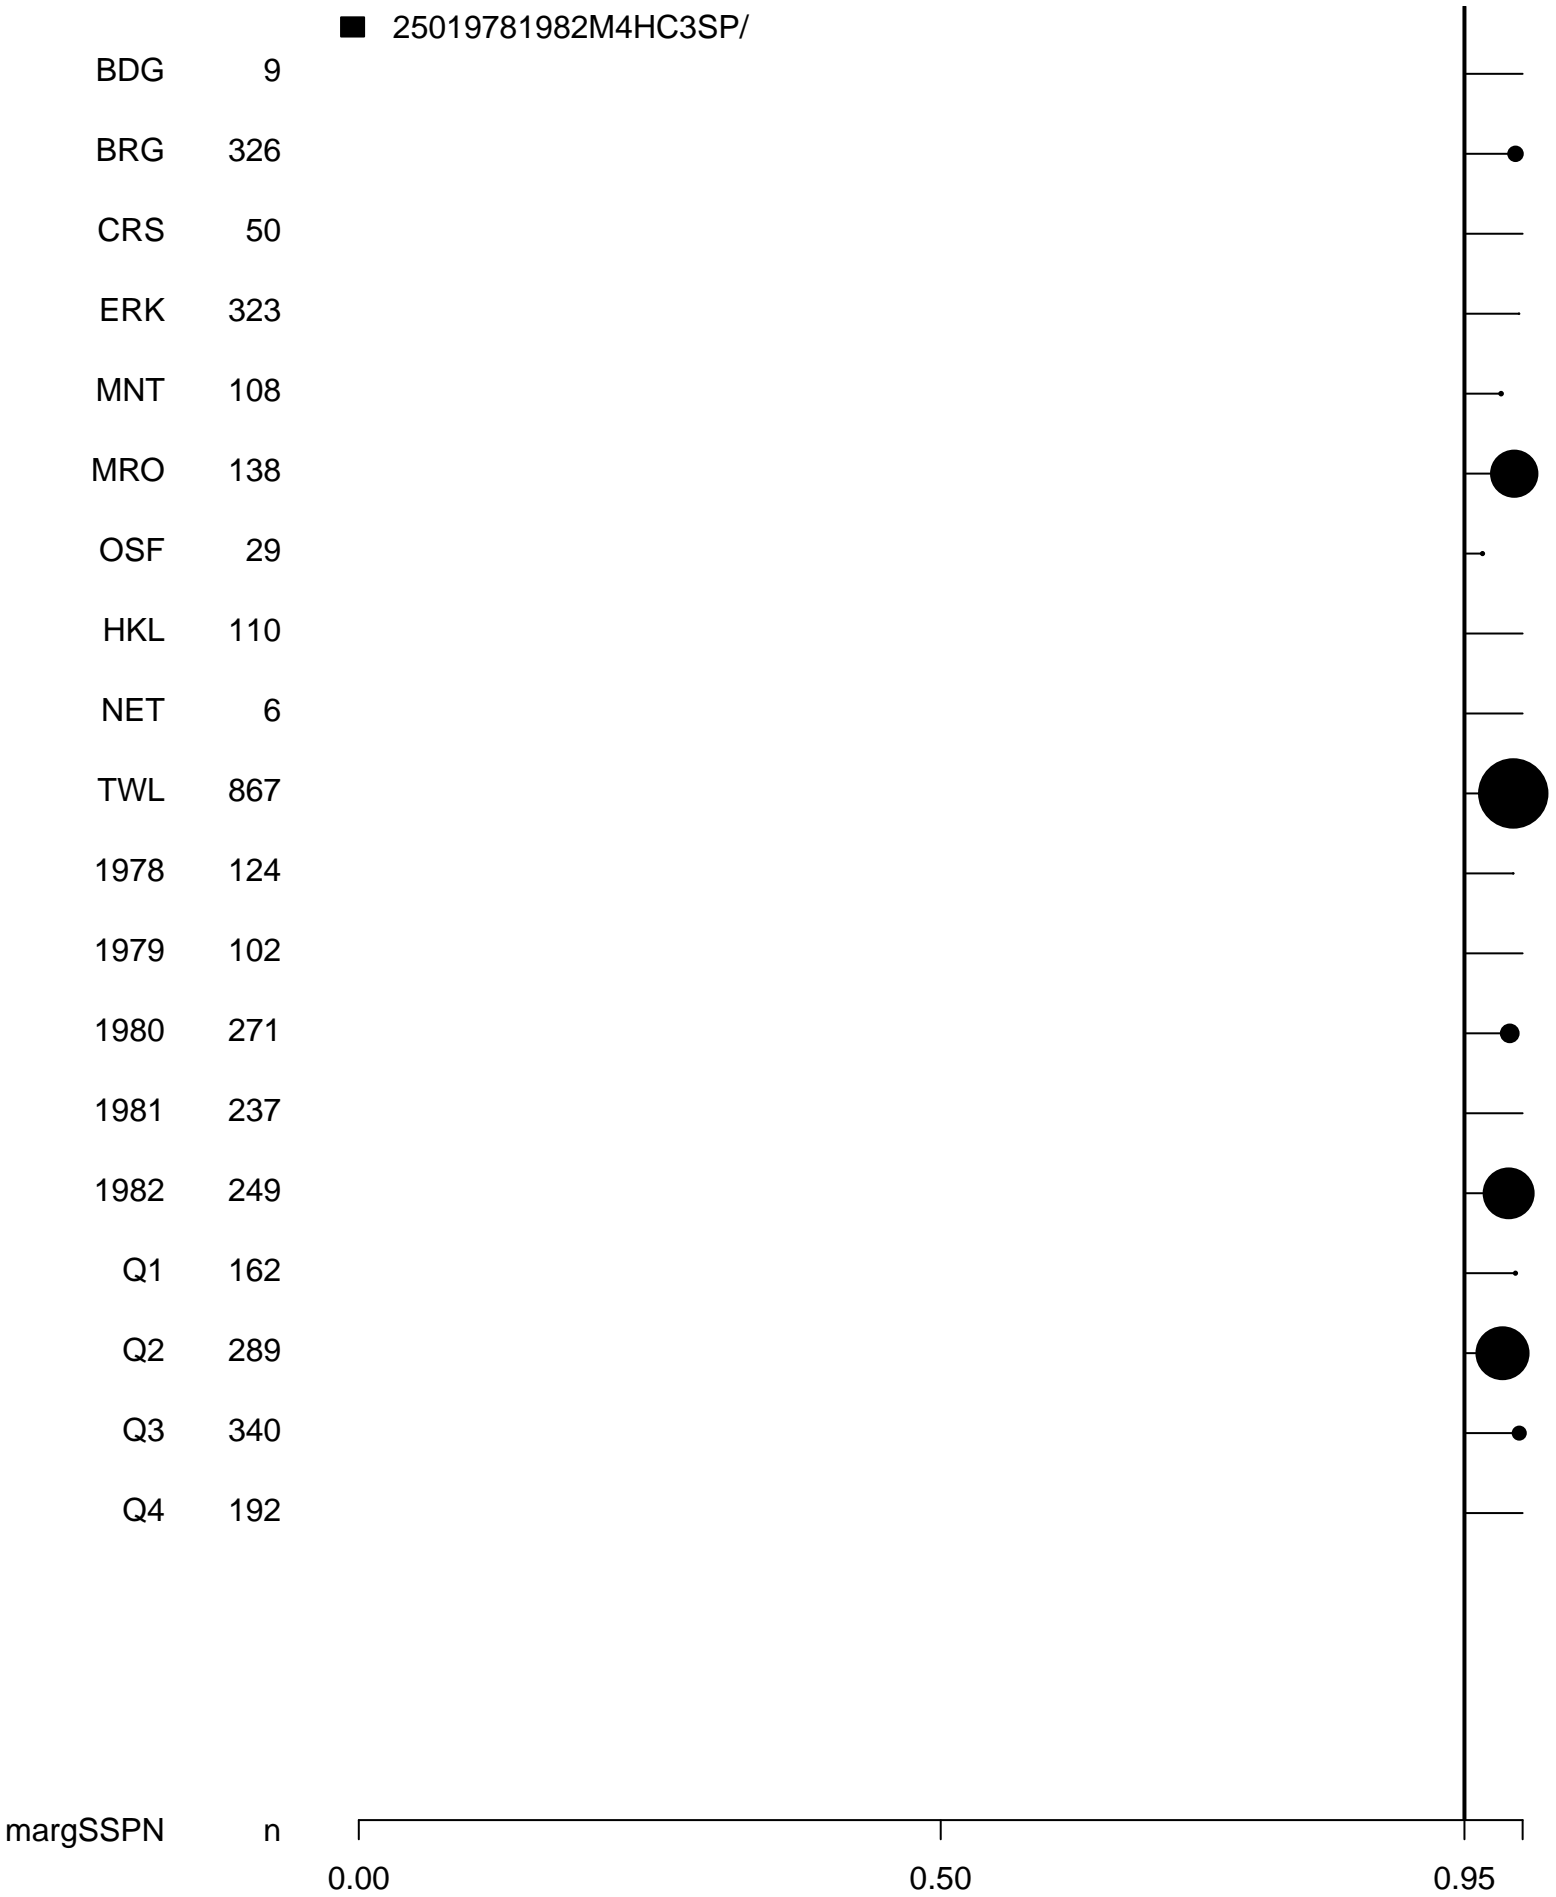 25019781982M4HC3SP/
BDG 9
BRG 326
CRS 50
ERK 323
MNT 108
MRO 138
OSF 29
HKL 110
NET 6
TWL 867
1978 124
1979 102
1980 271
1981 237
1982 249
Q1 162
Q2 289
Q3 340
Q4 192
margSSPN n
0.00 0.50 0.95